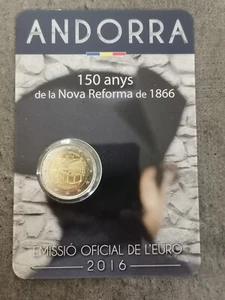 ANDORRA
150 anys
de la Nova Reforma de 1866
EMISSIÓ OFICIAL DE L'EURO
2016